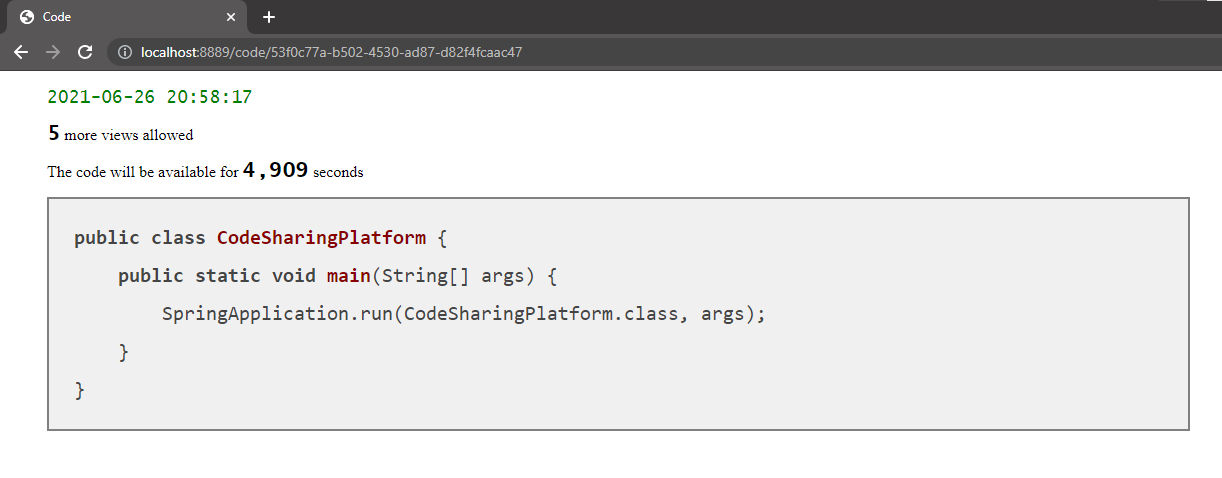 Code
localhost:8889/code/53f0c77a-b502-4530-ad87-d82f4fcaac47
2021-06-26 20:58:17
5 more views allowed
The code will be available for 4,909 seconds
public class CodeSharingPlatform {
    public static void main(String[] args) {
        SpringApplication.run(CodeSharingPlatform.class, args);
    }
}